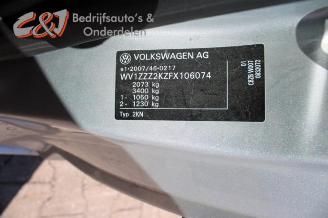 C&J Bedrijfsauto's &
Onderdelen
VOLKSWAGEN AG
e1*2007/46*0217
WV1ZZZ2KZFX106074
2073 kg
3400 kg
1- 1060 kg
2- 1230 kg
Typ 2KN